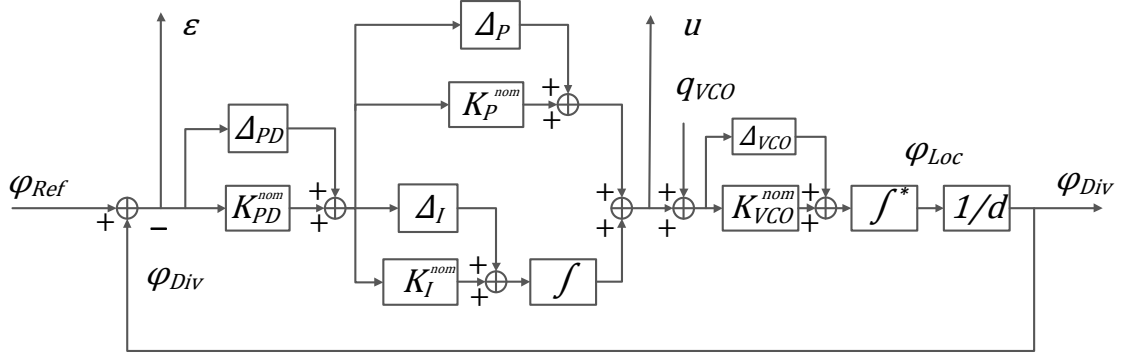 ε
Δ_P
u
K_P^nom
q_VCO
Δ_PD
Δ_VCO
φ_Ref
K_PD^nom
Δ_I
K_VCO^nom
∫*
φ_Loc
1/d
φ_Div
φ_Div
K_I^nom
∫
+
−
+
+
+
+
+
+
+
+
+
+
+
+
+